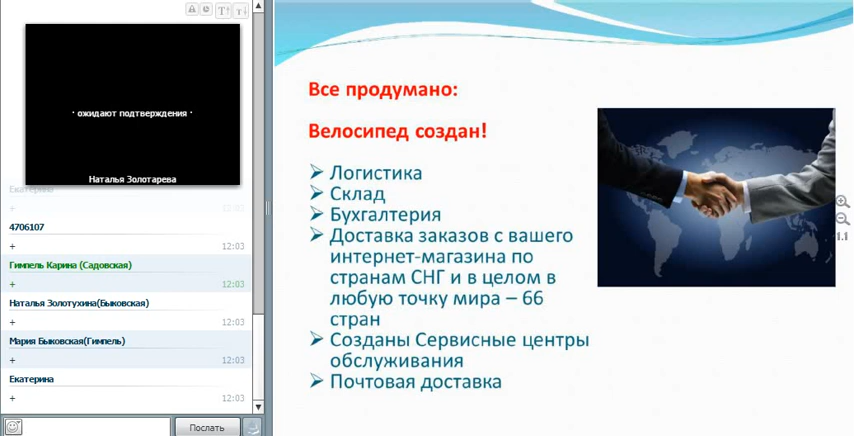 · ожидают подтверждения ·
Наталья Золотарева
Екатерина
+ 12:03
4706107
+ 12:03
Гимпель Карина (Садовская)
+ 12:03
Наталья Золотухина(Быковская)
+ 12:03
Мария Быковская(Гимпель)
+ 12:03
Екатерина
+ 12:03
Послать
Все продумано:
Велосипед создан!
Логистика
Склад
Бухгалтерия
Доставка заказов с вашего
интернет-магазина по
странам СНГ и в целом в
любую точку мира – 66
стран
Созданы Сервисные центры
обслуживания
Почтовая доставка
1:1